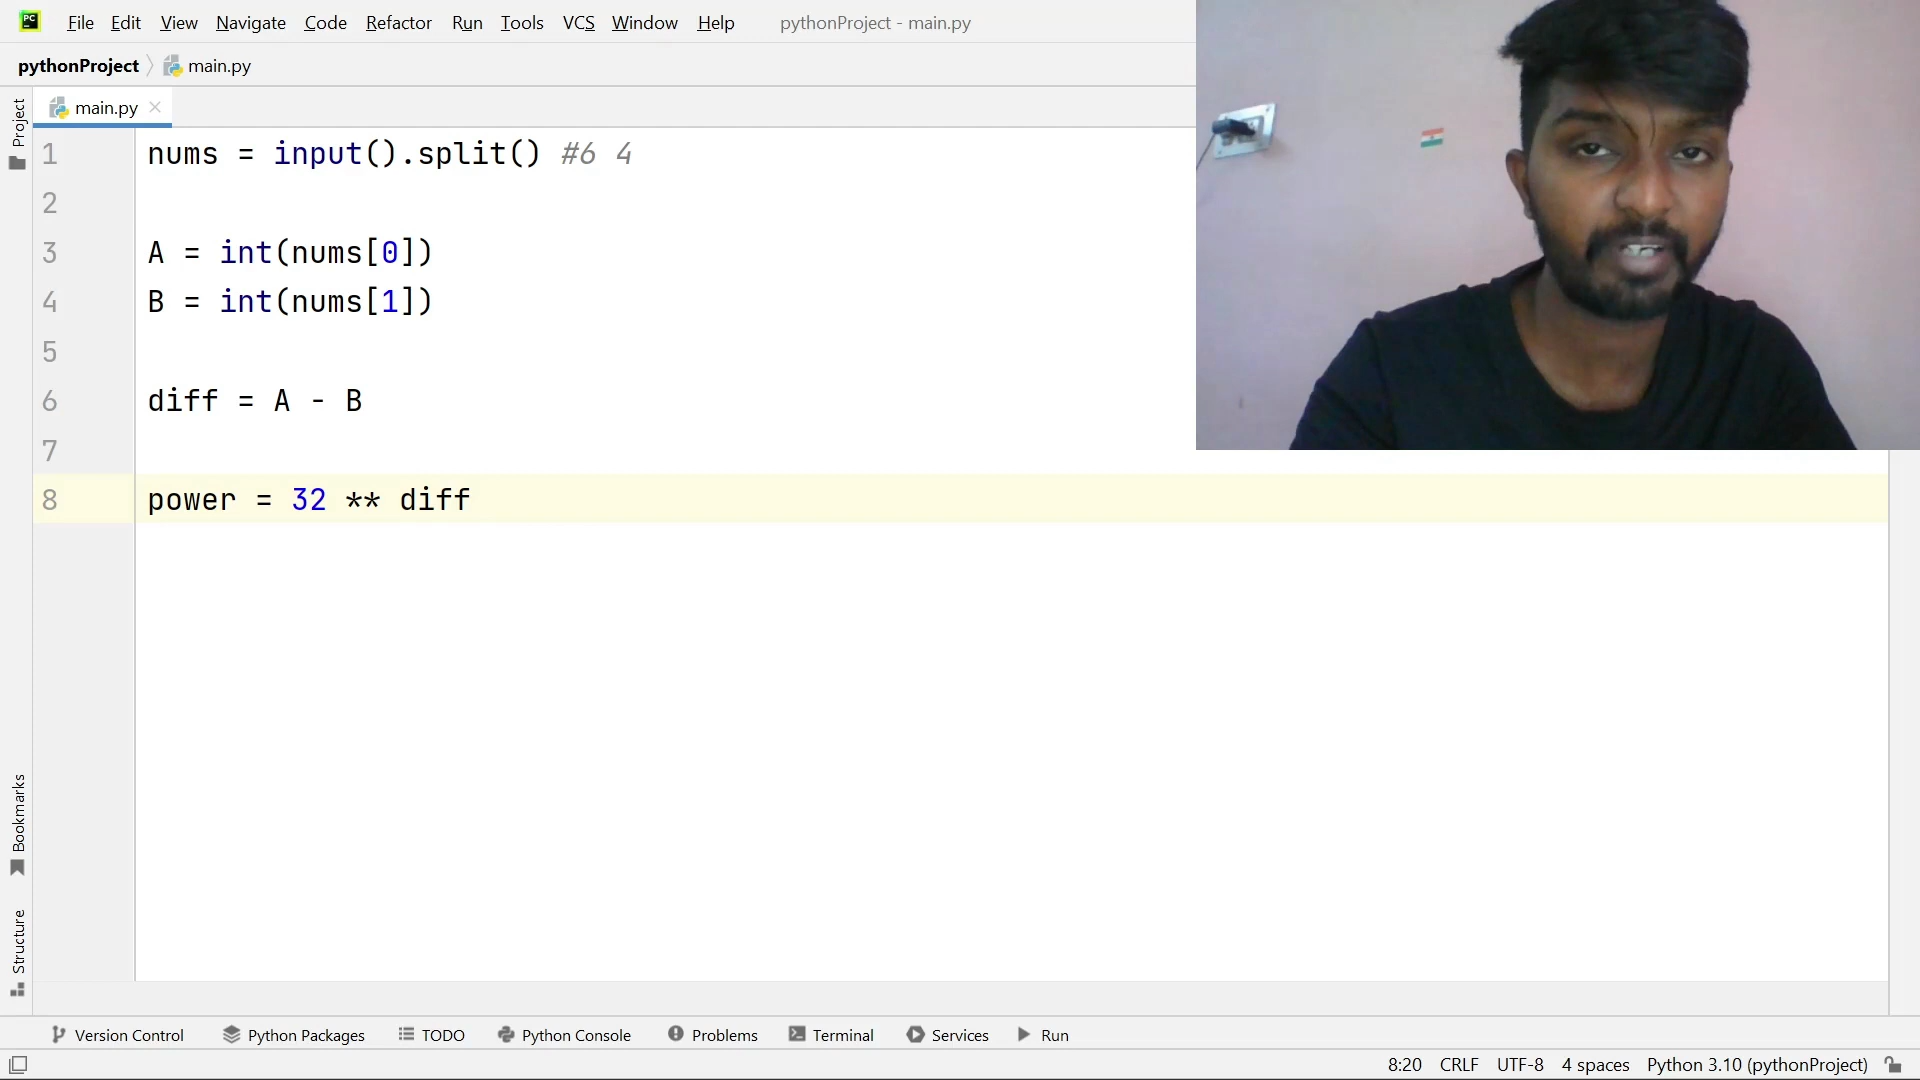 PC File Edit View Navigate Code Refactor Run Tools VCS Window Help pythonProject - main.py
pythonProject main.py
main.py
Project
1 nums = input().split() #6 4
2
3 A = int(nums[0])
4 B = int(nums[1])
5
6 diff = A - B
7
8 power = 32 ** diff
Bookmarks
Structure
Version Control Python Packages TODO Python Console Problems Terminal Services Run
8:20 CRLF UTF-8 4 spaces Python 3.10 (pythonProject)